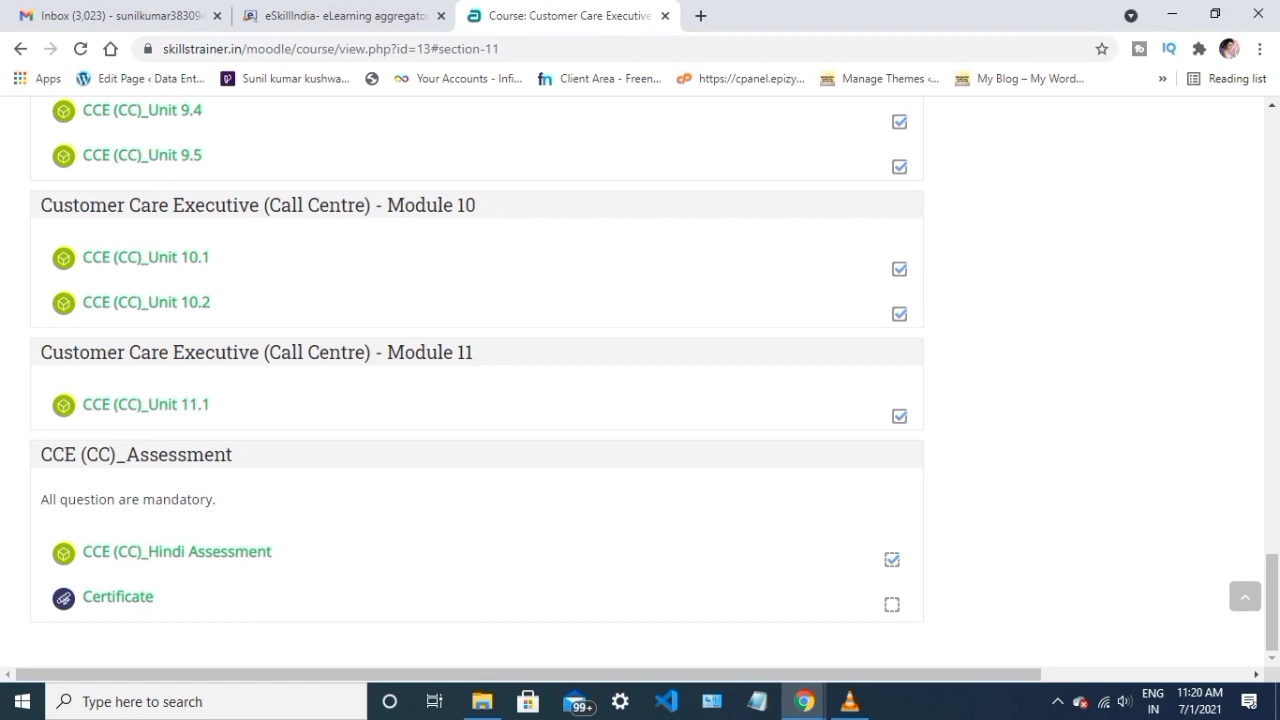 Inbox (3,023) - sunilkumar38309
eSkillIndia- eLearning aggregator
Course: Customer Care Executive
skillstrainer.in/moodle/course/view.php?id=13#section-11
Apps
Edit Page ‹ Data Ent...
Sunil kumar kushwa...
Your Accounts - Infi...
Client Area - Freen...
https://cpanel.epizy...
Manage Themes ‹...
My Blog – My Word...
»
Reading list
CCE (CC)_Unit 9.4
CCE (CC)_Unit 9.5
Customer Care Executive (Call Centre) - Module 10
CCE (CC)_Unit 10.1
CCE (CC)_Unit 10.2
Customer Care Executive (Call Centre) - Module 11
CCE (CC)_Unit 11.1
CCE (CC)_Assessment
All question are mandatory.
CCE (CC)_Hindi Assessment
Certificate
Type here to search
99+
ENG
IN
11:20 AM
7/1/2021